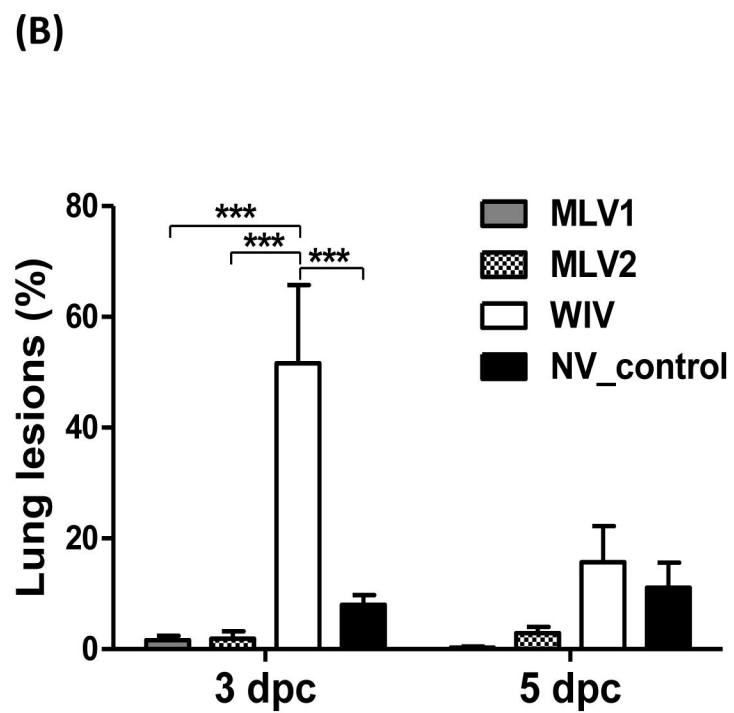 (B)
Lung lesions (%)
80
60
40
20
0
***
***
***
MLV1
MLV2
WIV
NV_control
3 dpc
5 dpc